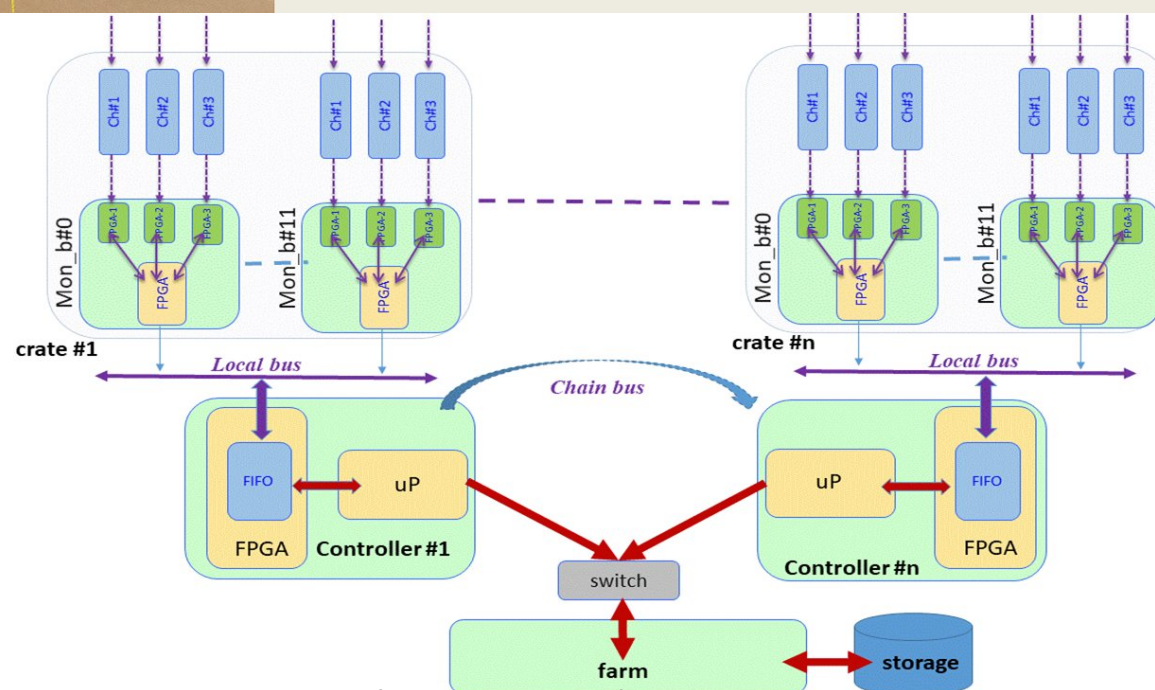 Ch#1
Ch#2
Ch#3
Ch#1
Ch#2
Ch#3
Ch#1
Ch#2
Ch#3
Ch#1
Ch#2
Ch#3
Mon_b#0
FPGA-1
FPGA-2
FPGA-3
FPGA
Mon_b#11
FPGA-1
FPGA-2
FPGA-3
FPGA
Mon_b#0
FPGA-1
FPGA-2
FPGA-3
FPGA
Mon_b#11
FPGA-1
FPGA-2
FPGA-3
FPGA
crate #1
crate #n
Local bus
Chain bus
Local bus
FIFO
uP
FPGA
Controller #1
uP
FIFO
FPGA
Controller #n
switch
farm
storage